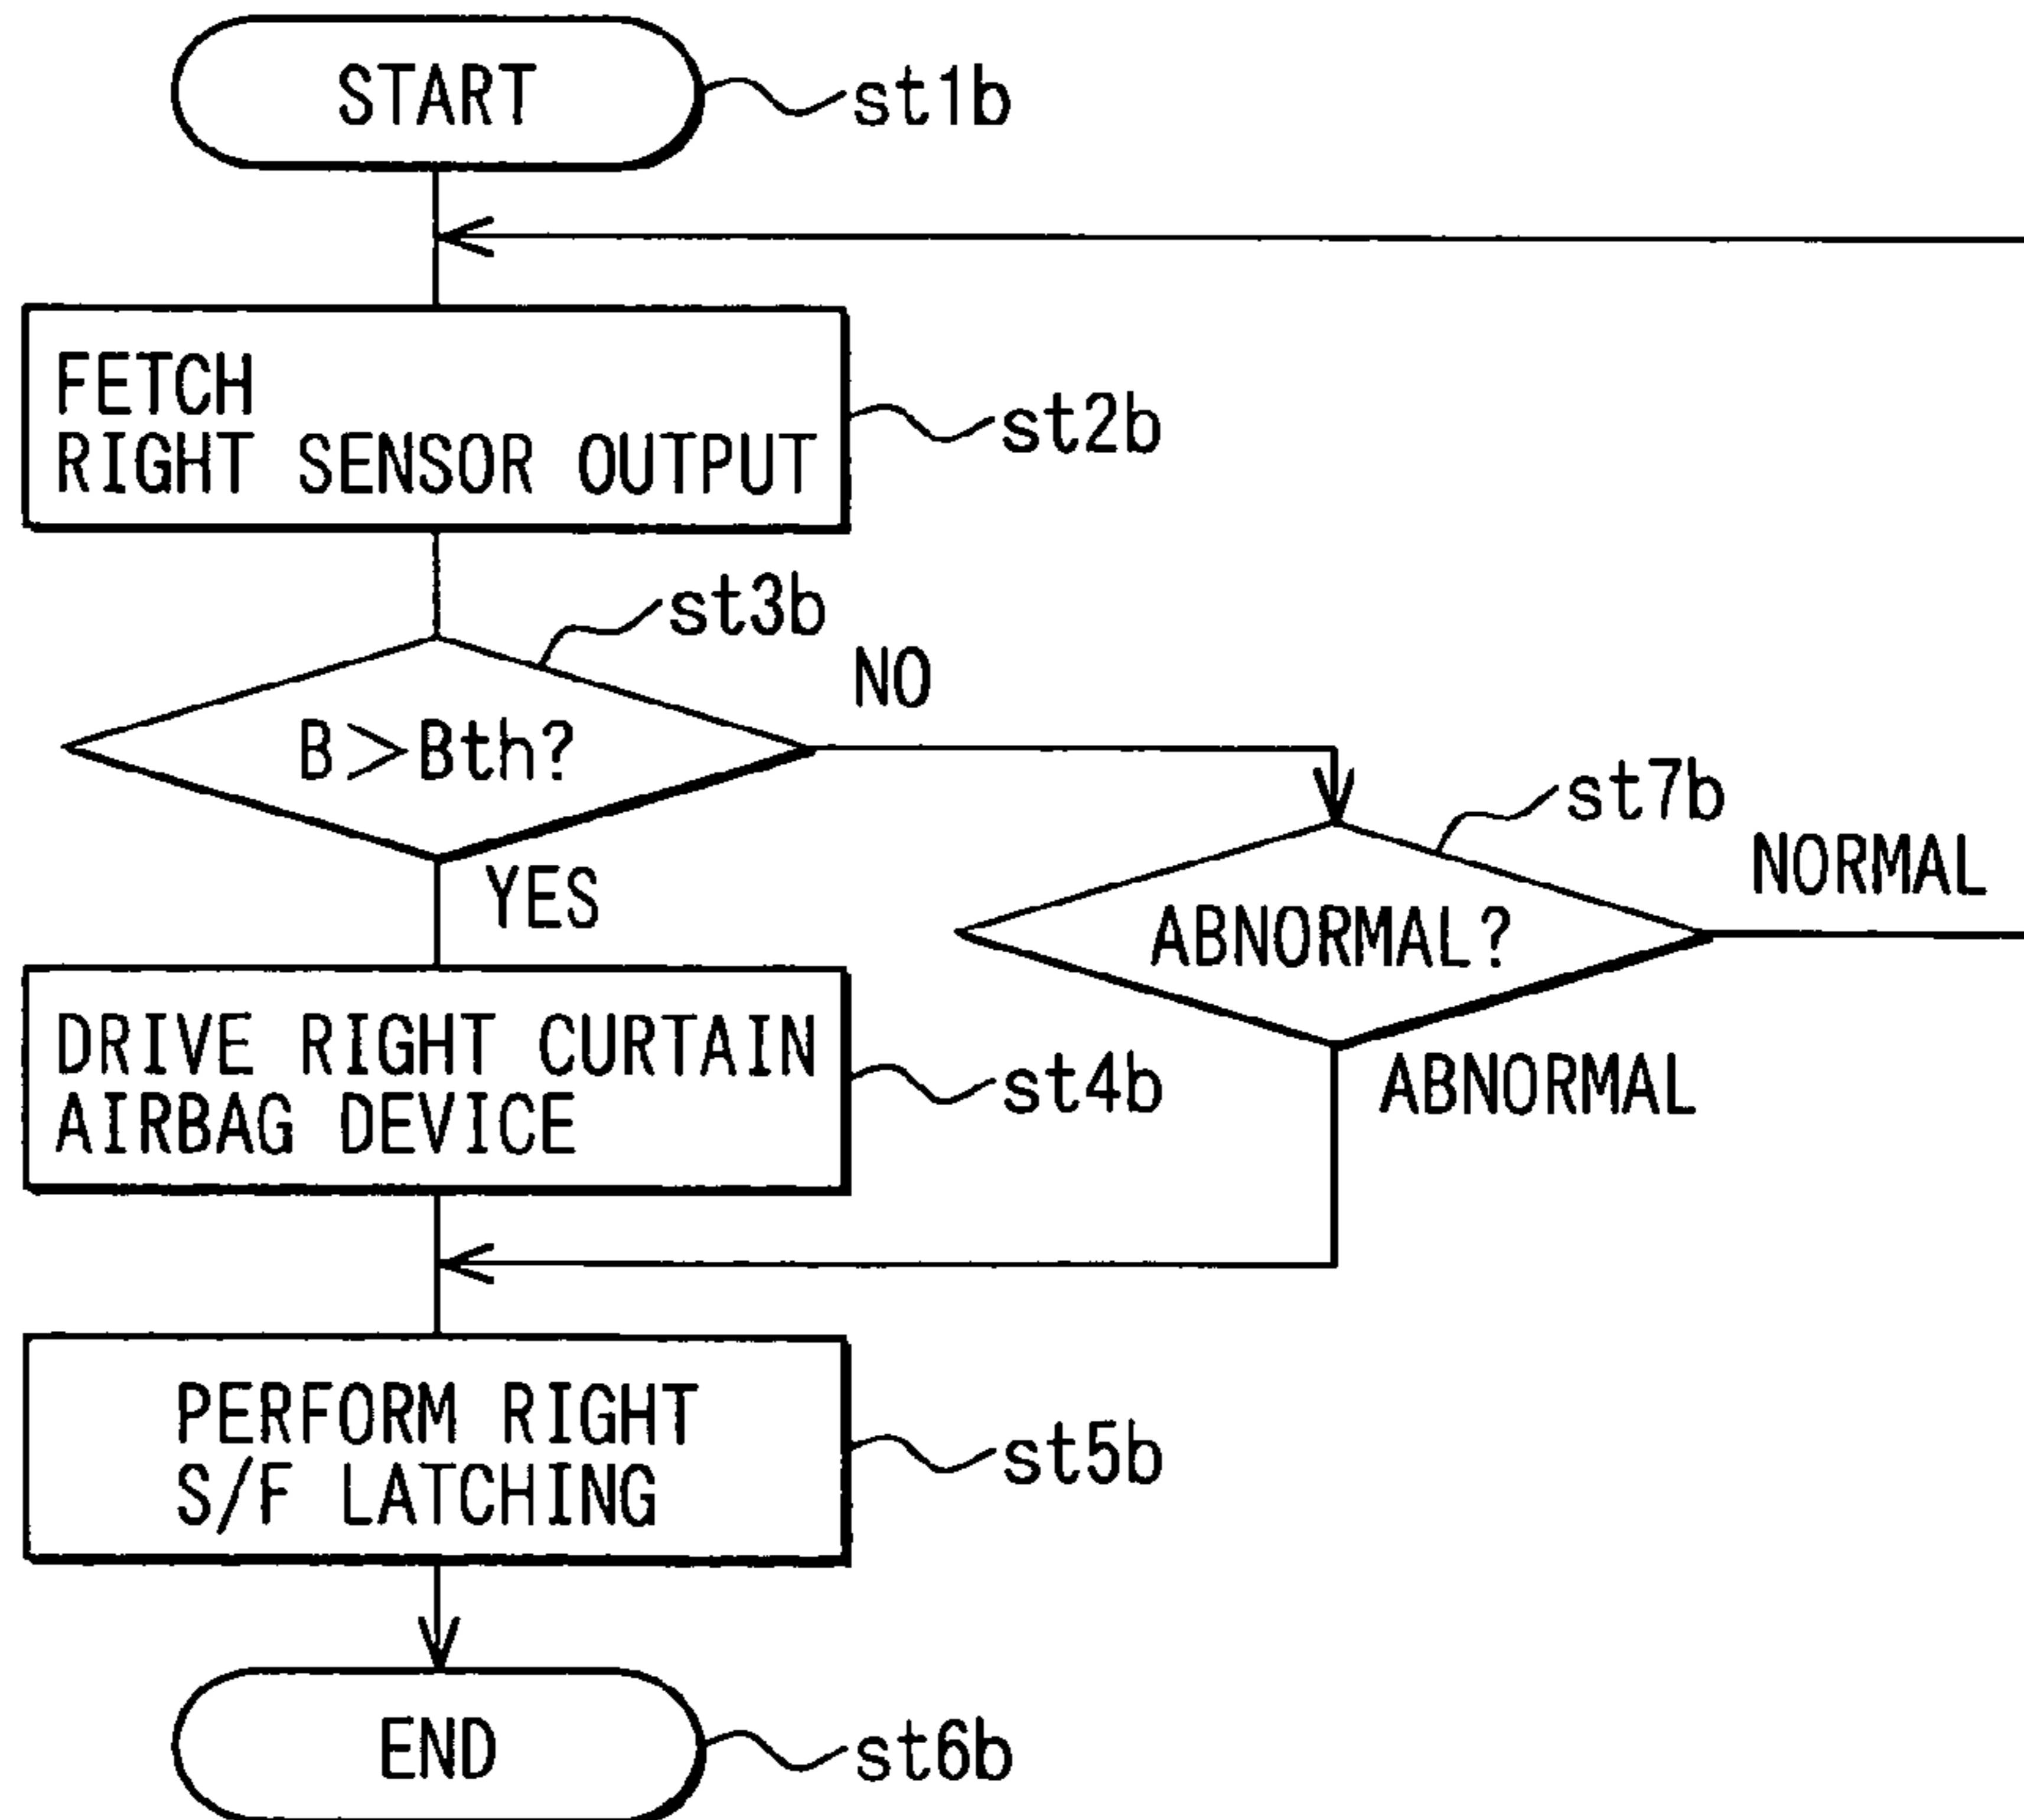 START
st1b
FETCH
RIGHT SENSOR OUTPUT
st2b
st3b
B>Bth?
NO
YES
st7b
ABNORMAL?
NORMAL
ABNORMAL
DRIVE RIGHT CURTAIN
AIRBAG DEVICE
st4b
PERFORM RIGHT
S/F LATCHING
st5b
END
st6b